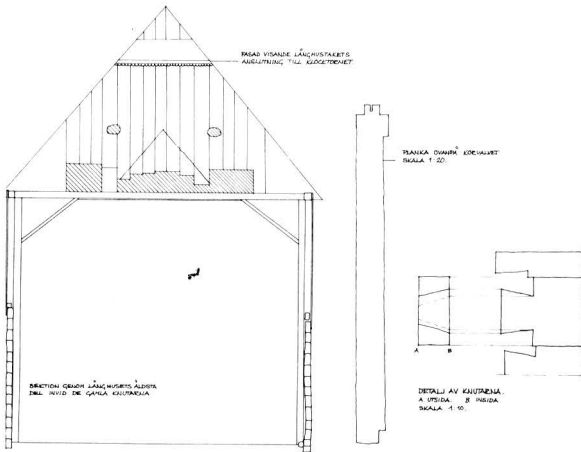 FASAD VISANDE LÅNGHUSTAKETS
ANSLUTNING TILL KLOCKTORNET
PLANKA OVANPÅ KORVALVET
SKALA 1:20.
SEKTION GENOM LÅNGHUSETS ÄLDSTA
DEL INVID DE GAMLA KNUTARNA
A B
DETALJ AV KNUTARNA.
A UTSIDA. B INSIDA.
SKALA 1:10.